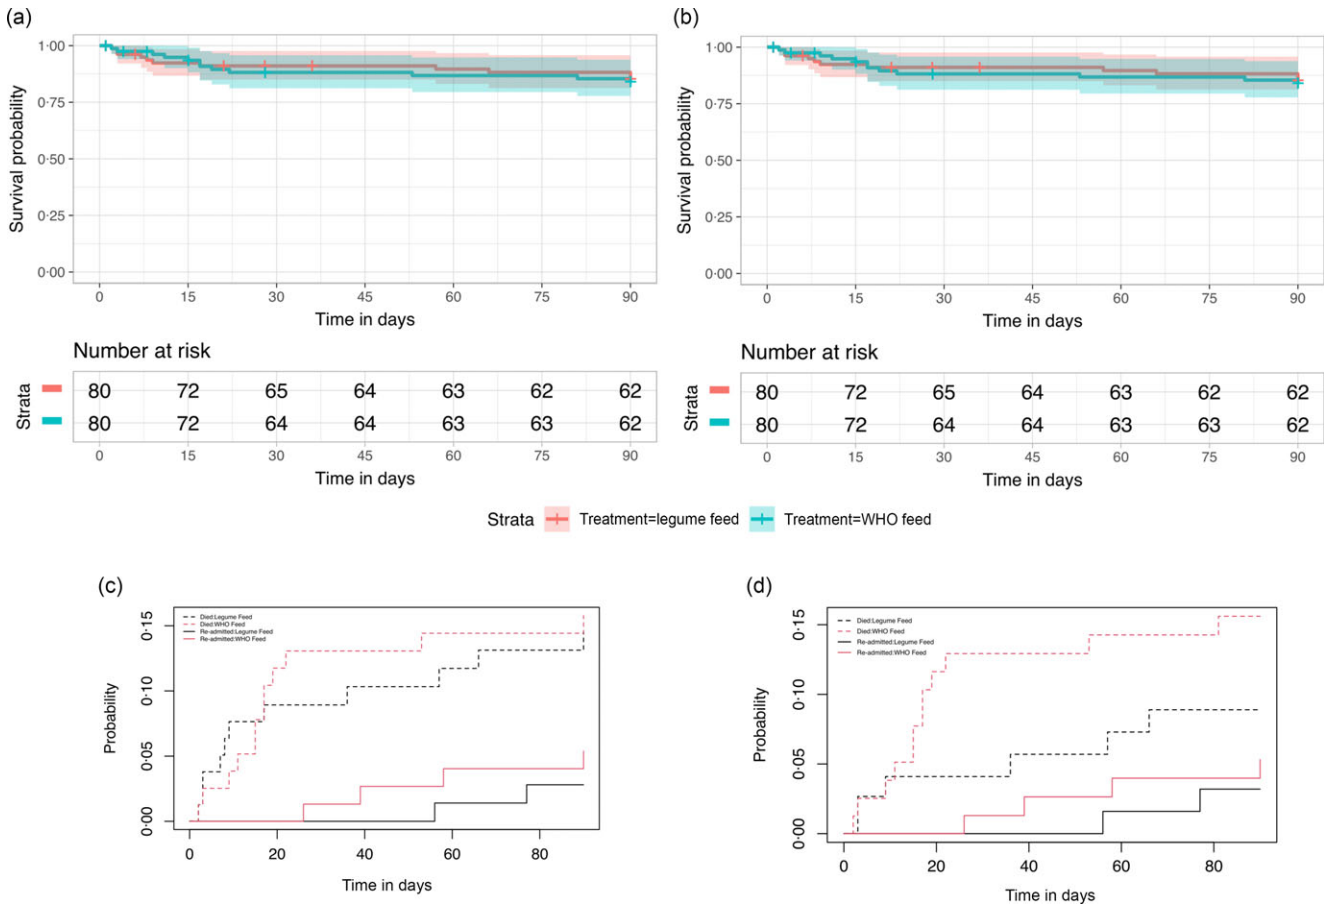 (a)
Survival probability
1·00
0·75
0·50
0·25
0·00
0 15 30 45 60 75 90
Time in days
Number at risk
Strata
80 72 65 64 63 62 62
80 72 64 64 63 63 62
0 15 30 45 60 75 90
Time in days
(b)
Survival probability
1·00
0·75
0·50
0·25
0·00
0 15 30 45 60 75 90
Time in days
Number at risk
Strata
80 72 65 64 63 62 62
80 72 64 64 63 63 62
0 15 30 45 60 75 90
Time in days
Strata Treatment=legume feed Treatment=WHO feed
(c)
Probability
0·15
0·10
0·05
0·00
Died:Legume Feed
Died:WHO Feed
Re-admitted:Legume Feed
Re-admitted:WHO Feed
0 20 40 60 80
Time in days
(d)
Probability
0·15
0·10
0·05
0·00
Died:Legume Feed
Died:WHO Feed
Re-admitted:Legume Feed
Re-admitted:WHO Feed
0 20 40 60 80
Time in days